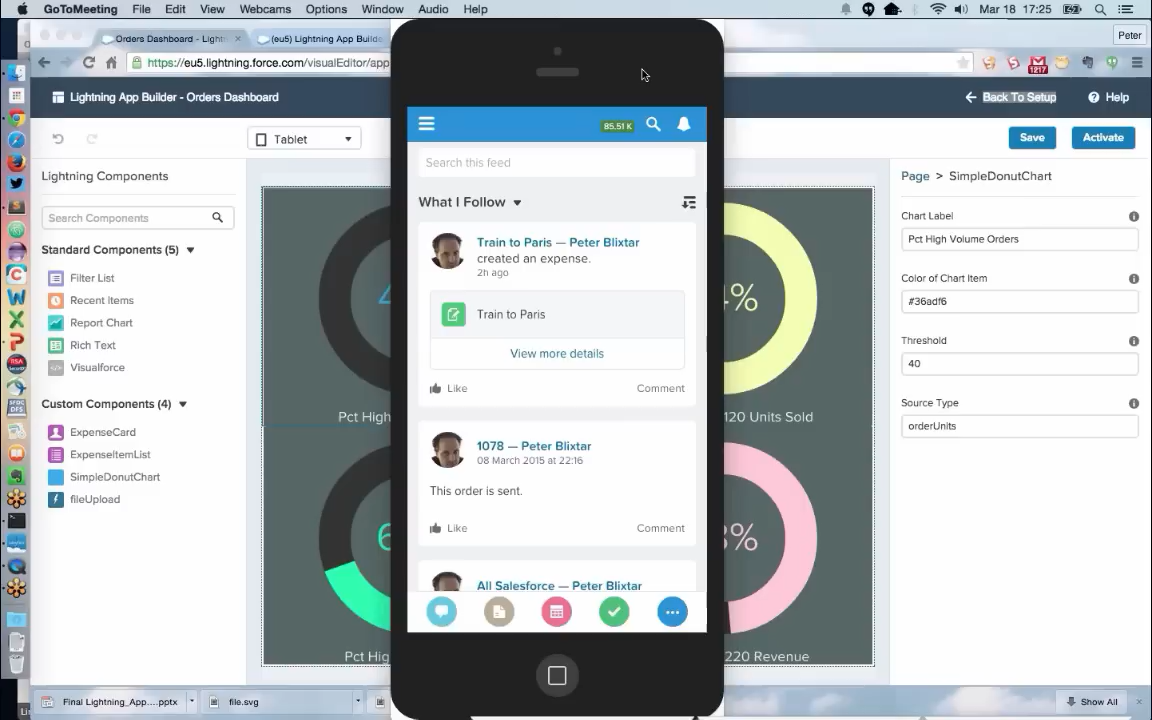 GoToMeeting File Edit View Webcams Options Window Audio Help Mar 18 17:25
Orders Dashboard - Lightn
(eu5) Lightning App Builde
Peter
https://eu5.lightning.force.com/visualEditor/app
1217
Lightning App Builder - Orders Dashboard
Back To Setup
Help
Tablet
Save
Activate
Lightning Components
Search Components
Standard Components (5)
Filter List
Recent Items
Report Chart
Rich Text
Visualforce
Custom Components (4)
ExpenseCard
ExpenseItemList
SimpleDonutChart
fileUpload
4
4%
Pct High
120 Units Sold
6
3%
Pct Hig
220 Revenue
85.51 K
Search this feed
What I Follow
Train to Paris — Peter Blixtar
created an expense.
2h ago
Train to Paris
View more details
Like
Comment
1078 — Peter Blixtar
08 March 2015 at 22:16
This order is sent.
Like
Comment
All Salesforce — Peter Blixtar
Page > SimpleDonutChart
Chart Label
Pct High Volume Orders
Color of Chart Item
#36adf6
Threshold
40
Source Type
orderUnits
Final Lightning_App....pptx
file.svg
Show All